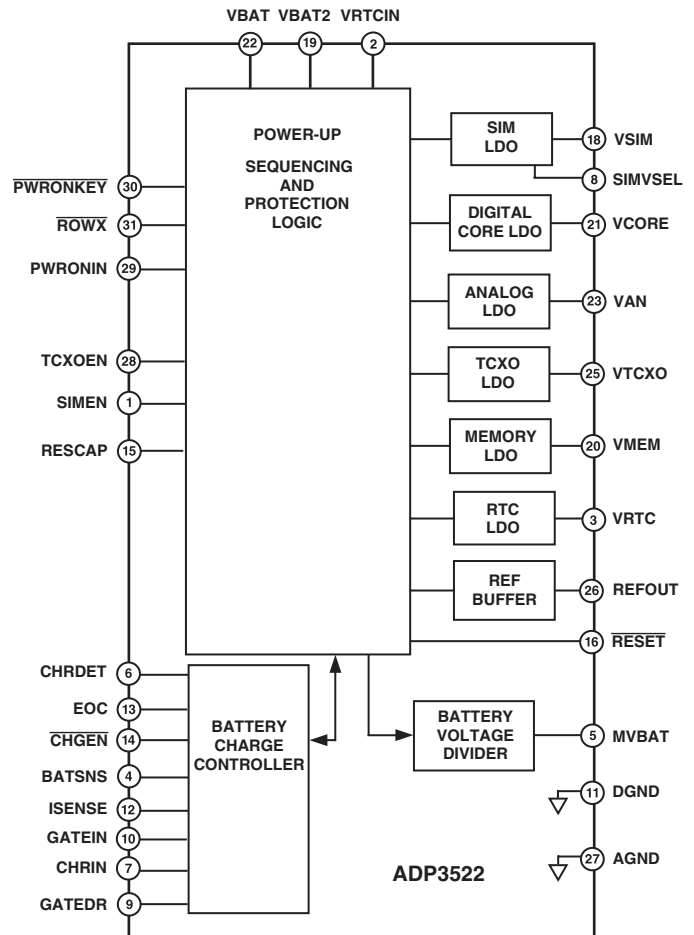 VBAT VBAT2 VRTCIN
22 19 2
POWER-UP
SEQUENCING
AND
PROTECTION
LOGIC
PWRONKEY 30
ROWX 31
PWRONIN 29
TCXOEN 28
SIMEN 1
RESCAP 15
SIM
LDO
18 VSIM
8 SIMVSEL
DIGITAL
CORE LDO
21 VCORE
ANALOG
LDO
23 VAN
TCXO
LDO
25 VTCXO
MEMORY
LDO
20 VMEM
RTC
LDO
3 VRTC
REF
BUFFER
26 REFOUT
16 RESET
CHRDET 6
EOC 13
CHGEN 14
BATSNS 4
ISENSE 12
GATEIN 10
CHRIN 7
GATEDR 9
BATTERY
CHARGE
CONTROLLER
BATTERY
VOLTAGE
DIVIDER
5 MVBAT
11 DGND
27 AGND
ADP3522